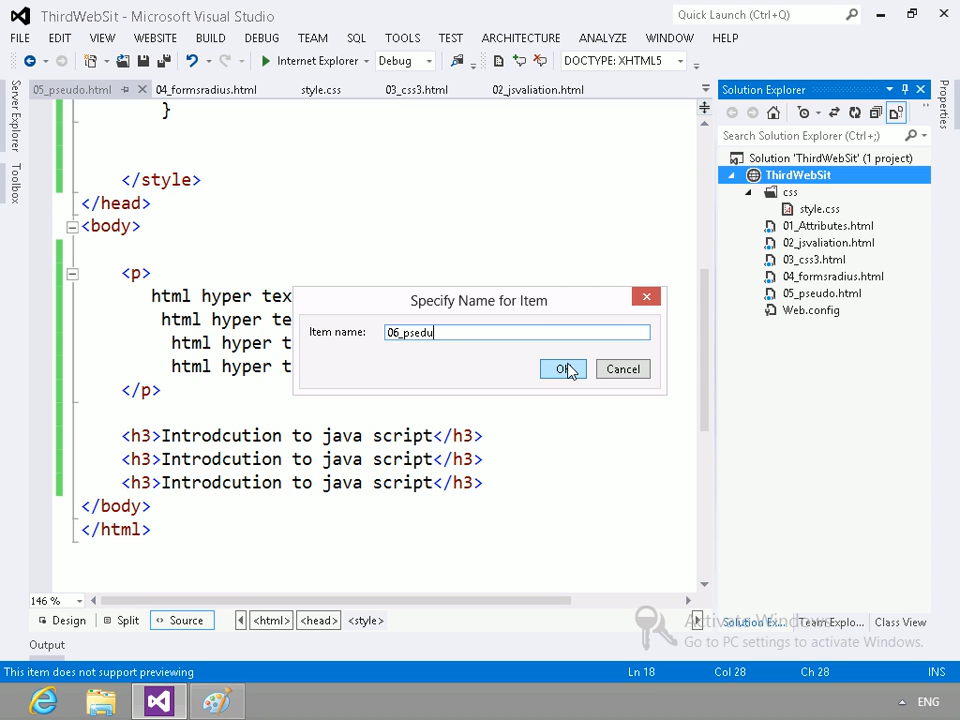 ThirdWebSit - Microsoft Visual Studio
Quick Launch (Ctrl+Q)
FILE EDIT VIEW WEBSITE BUILD DEBUG TEAM SQL TOOLS TEST ARCHITECTURE ANALYZE WINDOW HELP
Internet Explorer Debug DOCTYPE: XHTML5
Server Explorer
Toolbox
05_pseudo.html 04_formsradius.html style.css 03_css3.html 02_jsvaliation.html
}
</style>
</head>
<body>
<p>
html hyper tex
html hyper te
html hyper t
html hyper t
</p>
<h3>Introdcution to java script</h3>
<h3>Introdcution to java script</h3>
<h3>Introdcution to java script</h3>
</body>
</html>
Specify Name for Item
Item name: 06_psedu
OK Cancel
Solution Explorer
Search Solution Explorer (Ctrl+;)
Solution 'ThirdWebSit' (1 project)
ThirdWebSit
css
style.css
01_Attributes.html
02_jsvaliation.html
03_css3.html
04_formsradius.html
05_pseudo.html
Web.config
Properties
146 %
Design Split Source <html> <head> <style>
Solution Ex... Team Explo... Class View
Activate Windows
Go to PC settings to activate Windows.
Output
This item does not support previewing Ln 18 Col 28 Ch 28 INS
ENG